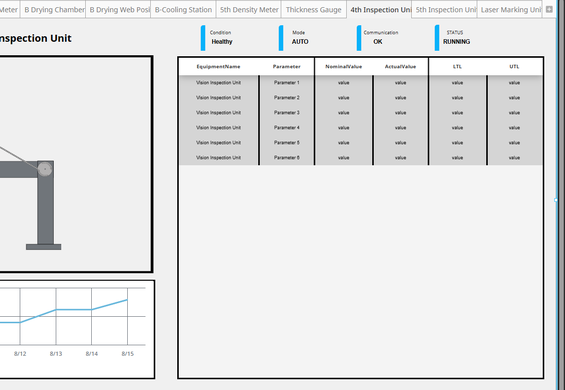 Meter B Drying Chamber B Drying Web Posi B-Cooling Station 5th Density Meter Thickness Gauge 4th Inspection Uni 5th Inspection Uni Laser Marking Uni
nspection Unit
Condition
Healthy
Mode
AUTO
Communication
OK
STATUS
RUNNING
EquipmentName Parameter NominalValue ActualValue LTL UTL
Vision Inspection Unit Parameter 1 value value value value
Vision Inspection Unit Parameter 2 value value value value
Vision Inspection Unit Parameter 3 value value value value
Vision Inspection Unit Parameter 4 value value value value
Vision Inspection Unit Parameter 5 value value value value
Vision Inspection Unit Parameter 6 value value value value
8/12 8/13 8/14 8/15